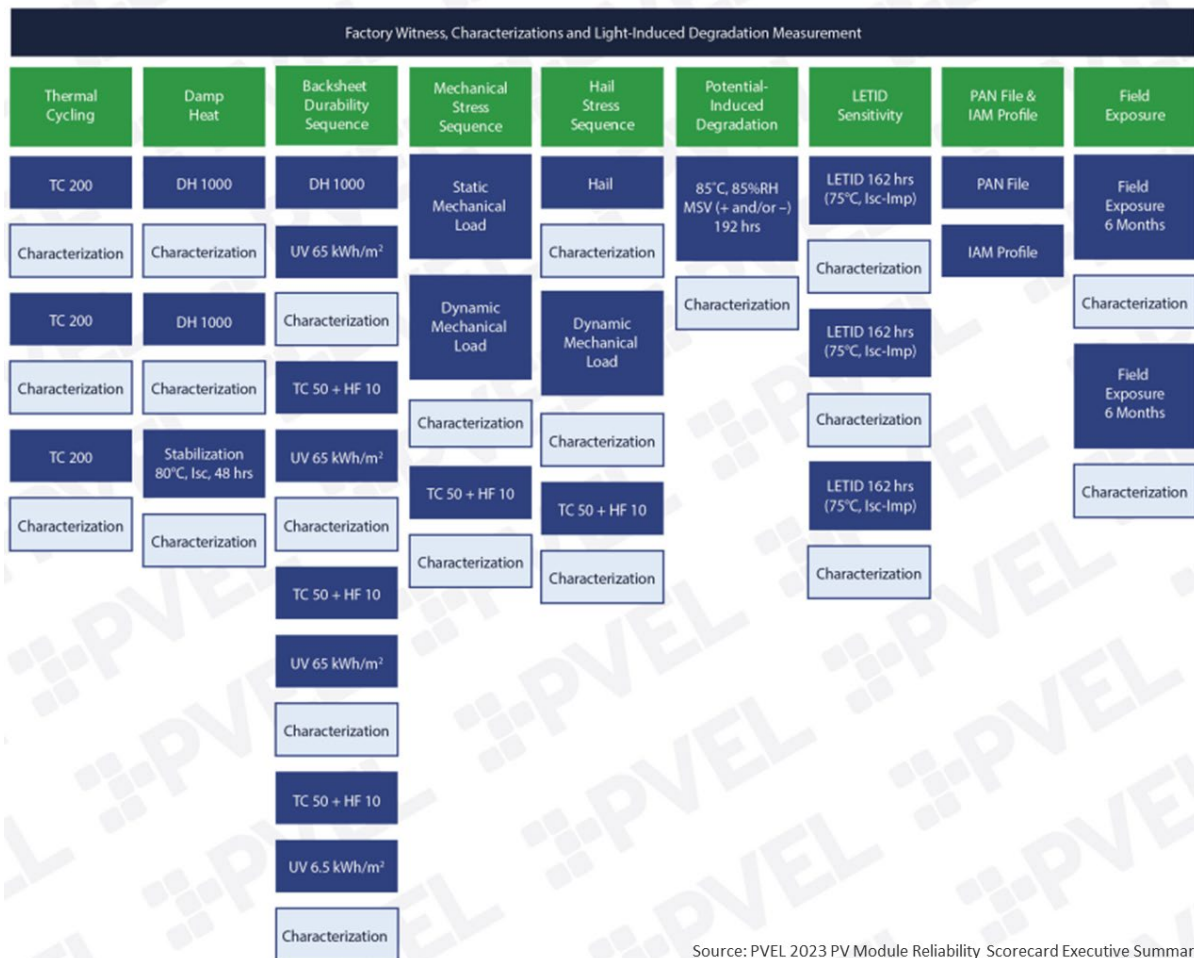 Factory Witness, Characterizations and Light-Induced Degradation Measurement
Thermal
Cycling
TC 200
Characterization
TC 200
Characterization
TC 200
Characterization
Damp
Heat
DH 1000
Characterization
DH 1000
Characterization
Stabilization
80°C, Isc, 48 hrs
Characterization
Backsheet
Durability
Sequence
DH 1000
UV 65 kWh/m²
Characterization
TC 50 + HF 10
UV 65 kWh/m²
Characterization
TC 50 + HF 10
UV 65 kWh/m²
Characterization
TC 50 + HF 10
UV 6.5 kWh/m²
Characterization
Mechanical
Stress
Sequence
Static
Mechanical
Load
Dynamic
Mechanical
Load
Characterization
TC 50 + HF 10
Characterization
Hail
Stress
Sequence
Hail
Characterization
Dynamic
Mechanical
Load
Characterization
TC 50 + HF 10
Characterization
Potential-
Induced
Degradation
85°C, 85%RH
MSV (+ and/or –)
192 hrs
Characterization
LETID
Sensitivity
LETID 162 hrs
(75°C, Isc-Imp)
Characterization
LETID 162 hrs
(75°C, Isc-Imp)
Characterization
LETID 162 hrs
(75°C, Isc-Imp)
Characterization
PAN File &
IAM Profile
PAN File
IAM Profile
Field
Exposure
Field
Exposure
6 Months
Characterization
Field
Exposure
6 Months
Characterization
Source: PVEL 2023 PV Module Reliability Scorecard Executive Summar
PVEL
PVEL
PVEL
PVEL
PVEL
PVEL